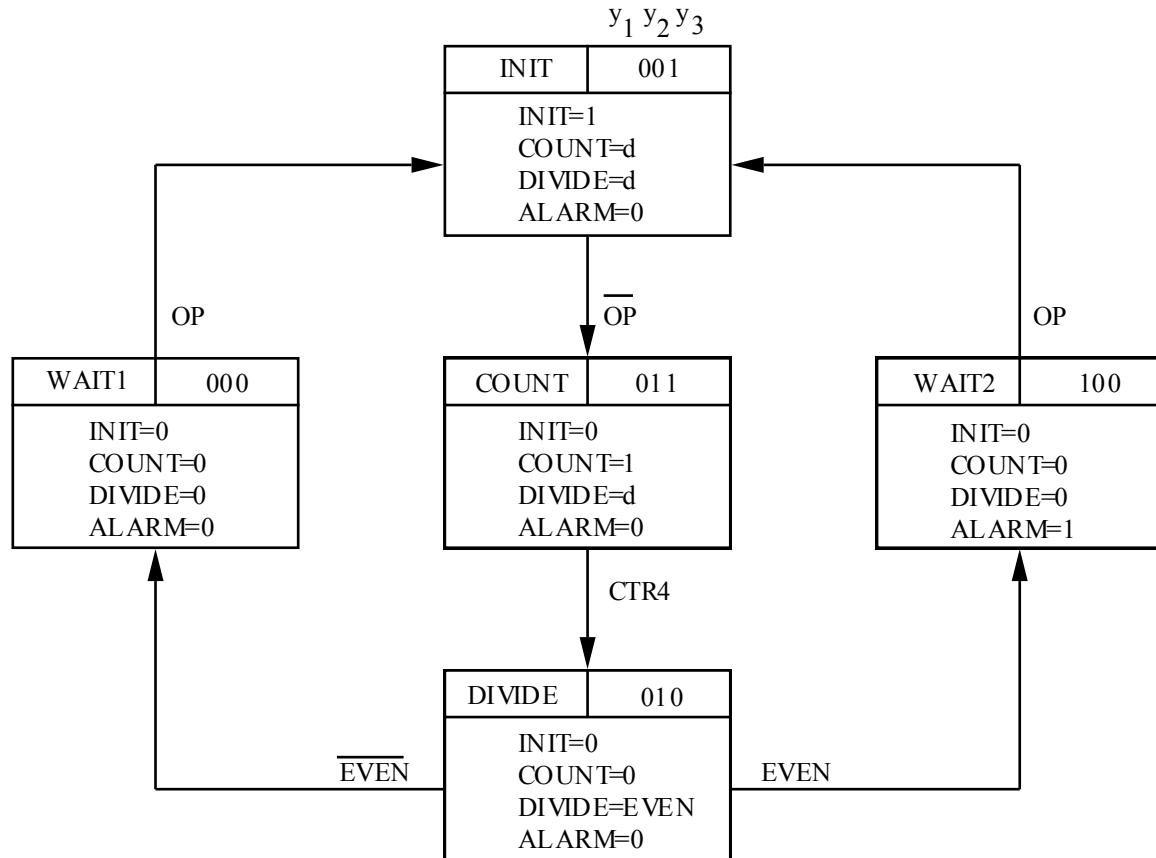 y₁ y₂ y₃
INIT 001
INIT=1
COUNT=d
DIVIDE=d
ALARM=0
OP
O̅P̅
OP
WAIT1 000
INIT=0
COUNT=0
DIVIDE=0
ALARM=0
COUNT 011
INIT=0
COUNT=1
DIVIDE=d
ALARM=0
WAIT2 100
INIT=0
COUNT=0
DIVIDE=0
ALARM=1
CTR4
DIVIDE 010
INIT=0
COUNT=0
DIVIDE=EVEN
ALARM=0
E̅V̅E̅N̅
EVEN